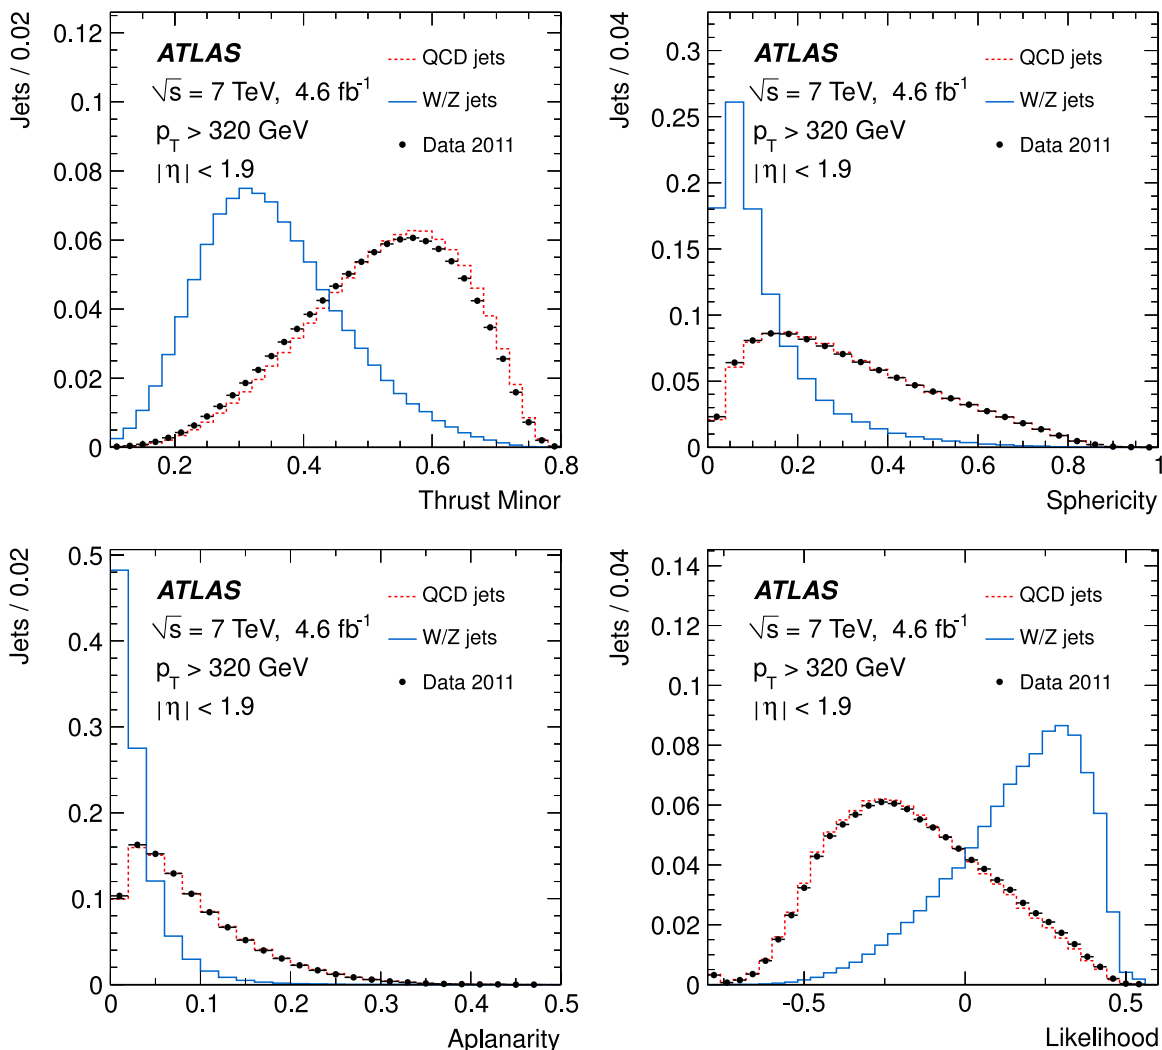 Jets / 0.02
0.12
0.1
0.08
0.06
0.04
0.02
0
ATLAS
√s = 7 TeV, 4.6 fb⁻¹
p_T > 320 GeV
|η| < 1.9
QCD jets
W/Z jets
Data 2011
0.2 0.4 0.6 0.8
Thrust Minor
Jets / 0.04
0.3
0.25
0.2
0.15
0.1
0.05
0
ATLAS
√s = 7 TeV, 4.6 fb⁻¹
p_T > 320 GeV
|η| < 1.9
QCD jets
W/Z jets
Data 2011
0 0.2 0.4 0.6 0.8 1
Sphericity
Jets / 0.02
0.5
0.4
0.3
0.2
0.1
0
ATLAS
√s = 7 TeV, 4.6 fb⁻¹
p_T > 320 GeV
|η| < 1.9
QCD jets
W/Z jets
Data 2011
0 0.1 0.2 0.3 0.4 0.5
Aplanarity
Jets / 0.04
0.14
0.12
0.1
0.08
0.06
0.04
0.02
0
ATLAS
√s = 7 TeV, 4.6 fb⁻¹
p_T > 320 GeV
|η| < 1.9
QCD jets
W/Z jets
Data 2011
-0.5 0 0.5
Likelihood